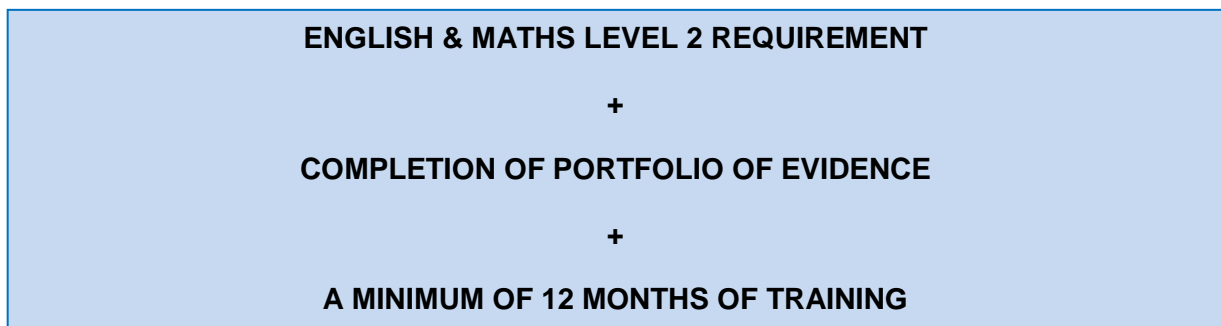 ENGLISH & MATHS LEVEL 2 REQUIREMENT
+
COMPLETION OF PORTFOLIO OF EVIDENCE
+
A MINIMUM OF 12 MONTHS OF TRAINING